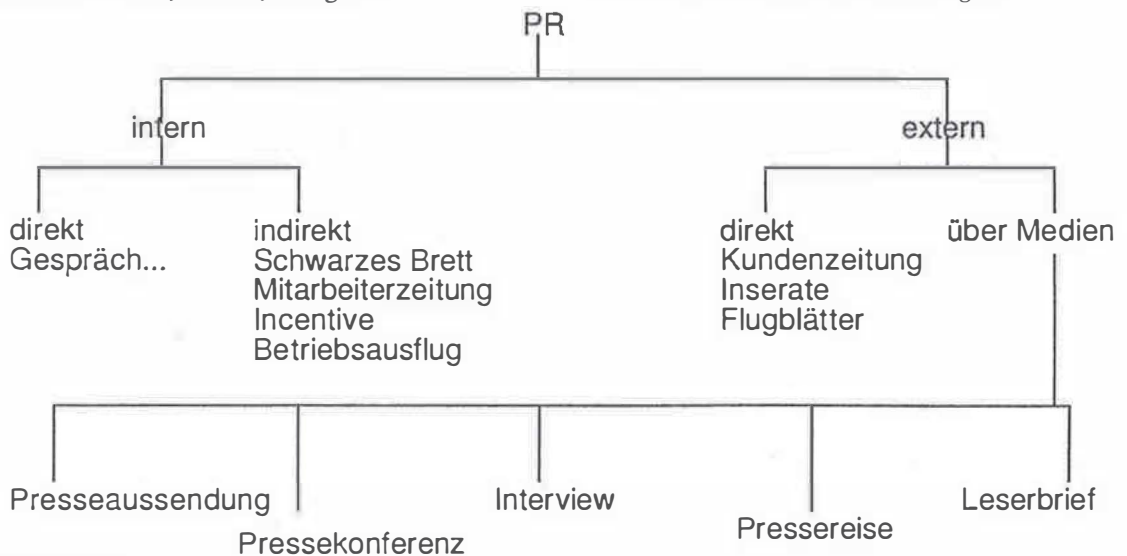 PR
intern
extern
direkt
Gespräch...
indirekt
Schwarzes Brett
Mitarbeiterzeitung
Incentive
Betriebsausflug
direkt
Kundenzeitung
Inserate
Flugblätter
über Medien
Presseaussendung
Pressekonferenz
Interview
Pressereise
Leserbrief